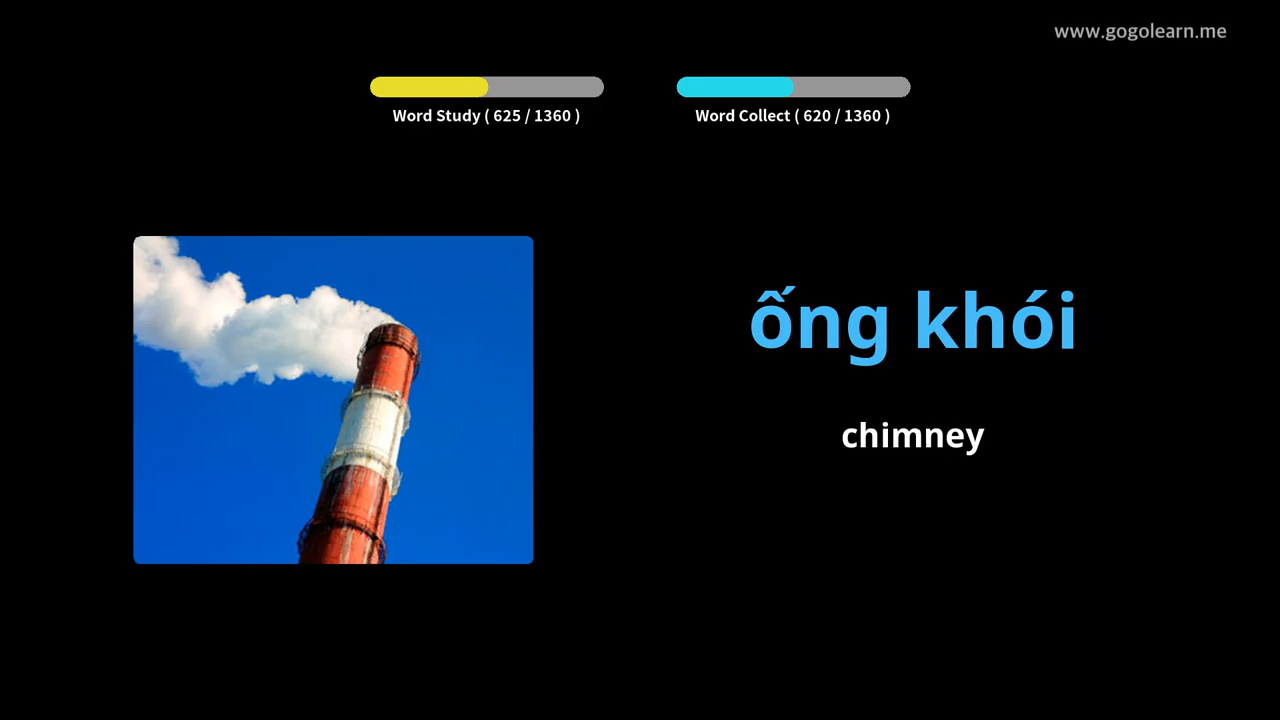 www.gogolearn.me
Word Study ( 625 / 1360 )
Word Collect ( 620 / 1360 )
ống khói
chimney